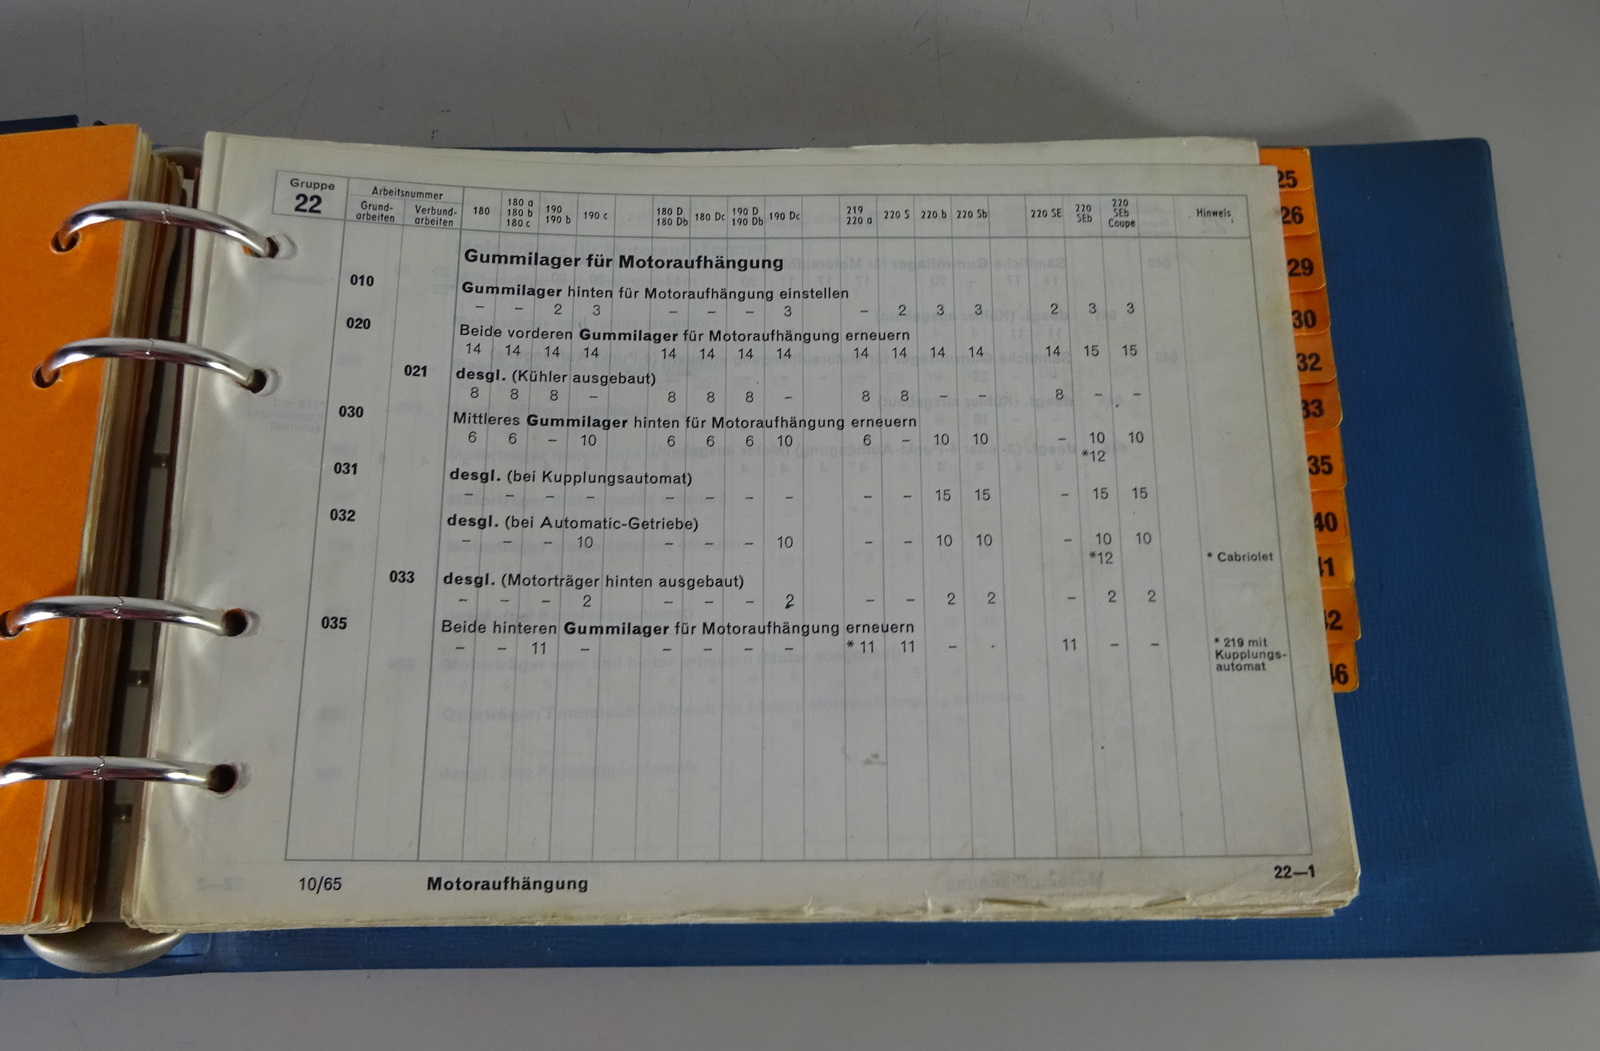 Gruppe
22
Arbeitsnummer
Grund-
arbeiten
Verbund-
arbeiten
180
180 a
180 b
180 c
190
190 b
190 c
180 D
180 Db
180 Dc
190 D
190 Db
190 Dc
219
220 a
220 S
220 b
220 Sb
220 SE
220
SEb
220
SEb
Coupe
Hinweis
Gummilager für Motoraufhängung
010 Gummilager hinten für Motoraufhängung einstellen
– – 2 3 – – – 3 – 2 3 3 2 3 3
020 Beide vorderen Gummilager für Motoraufhängung erneuern
14 14 14 14 14 14 14 14 14 14 14 14 14 15 15
021 desgl. (Kühler ausgebaut)
8 8 8 – 8 8 8 – 8 8 – – 8 – –
030 Mittleres Gummilager hinten für Motoraufhängung erneuern
6 6 – 10 6 6 6 10 6 – 10 10 – 10 10
*12
031 desgl. (bei Kupplungsautomat)
– – – – – – – – – – 15 15 – 15 15
032 desgl. (bei Automatic-Getriebe)
– – – 10 – – – 10 – – 10 10 – 10 10
*12 * Cabriolet
033 desgl. (Motorträger hinten ausgebaut)
– – – 2 – – – 2 – – 2 2 – 2 2
035 Beide hinteren Gummilager für Motoraufhängung erneuern
– – 11 – – – – – * 11 11 – · 11 – –
* 219 mit
Kupplungs-
automat
10/65 Motoraufhängung 22—1
25
26
29
30
32
33
35
40
41
42
46